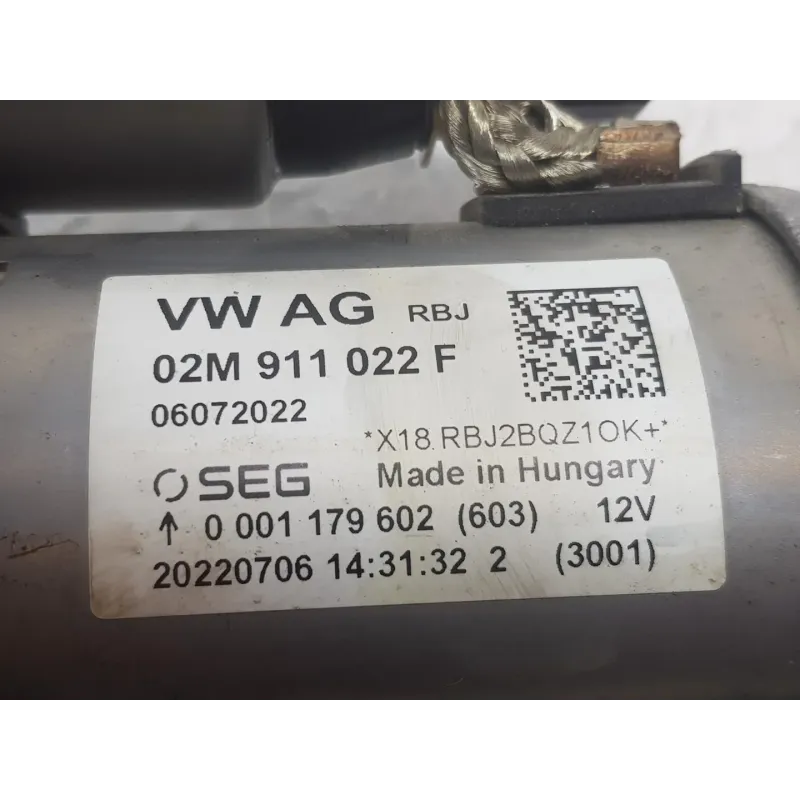 VW AG RBJ
02M 911 022 F
06072022
*X18 RBJ2BQZ1OK+*
SEG Made in Hungary
↑ 0 001 179 602 (603) 12V
20220706 14:31:32 2 (3001)